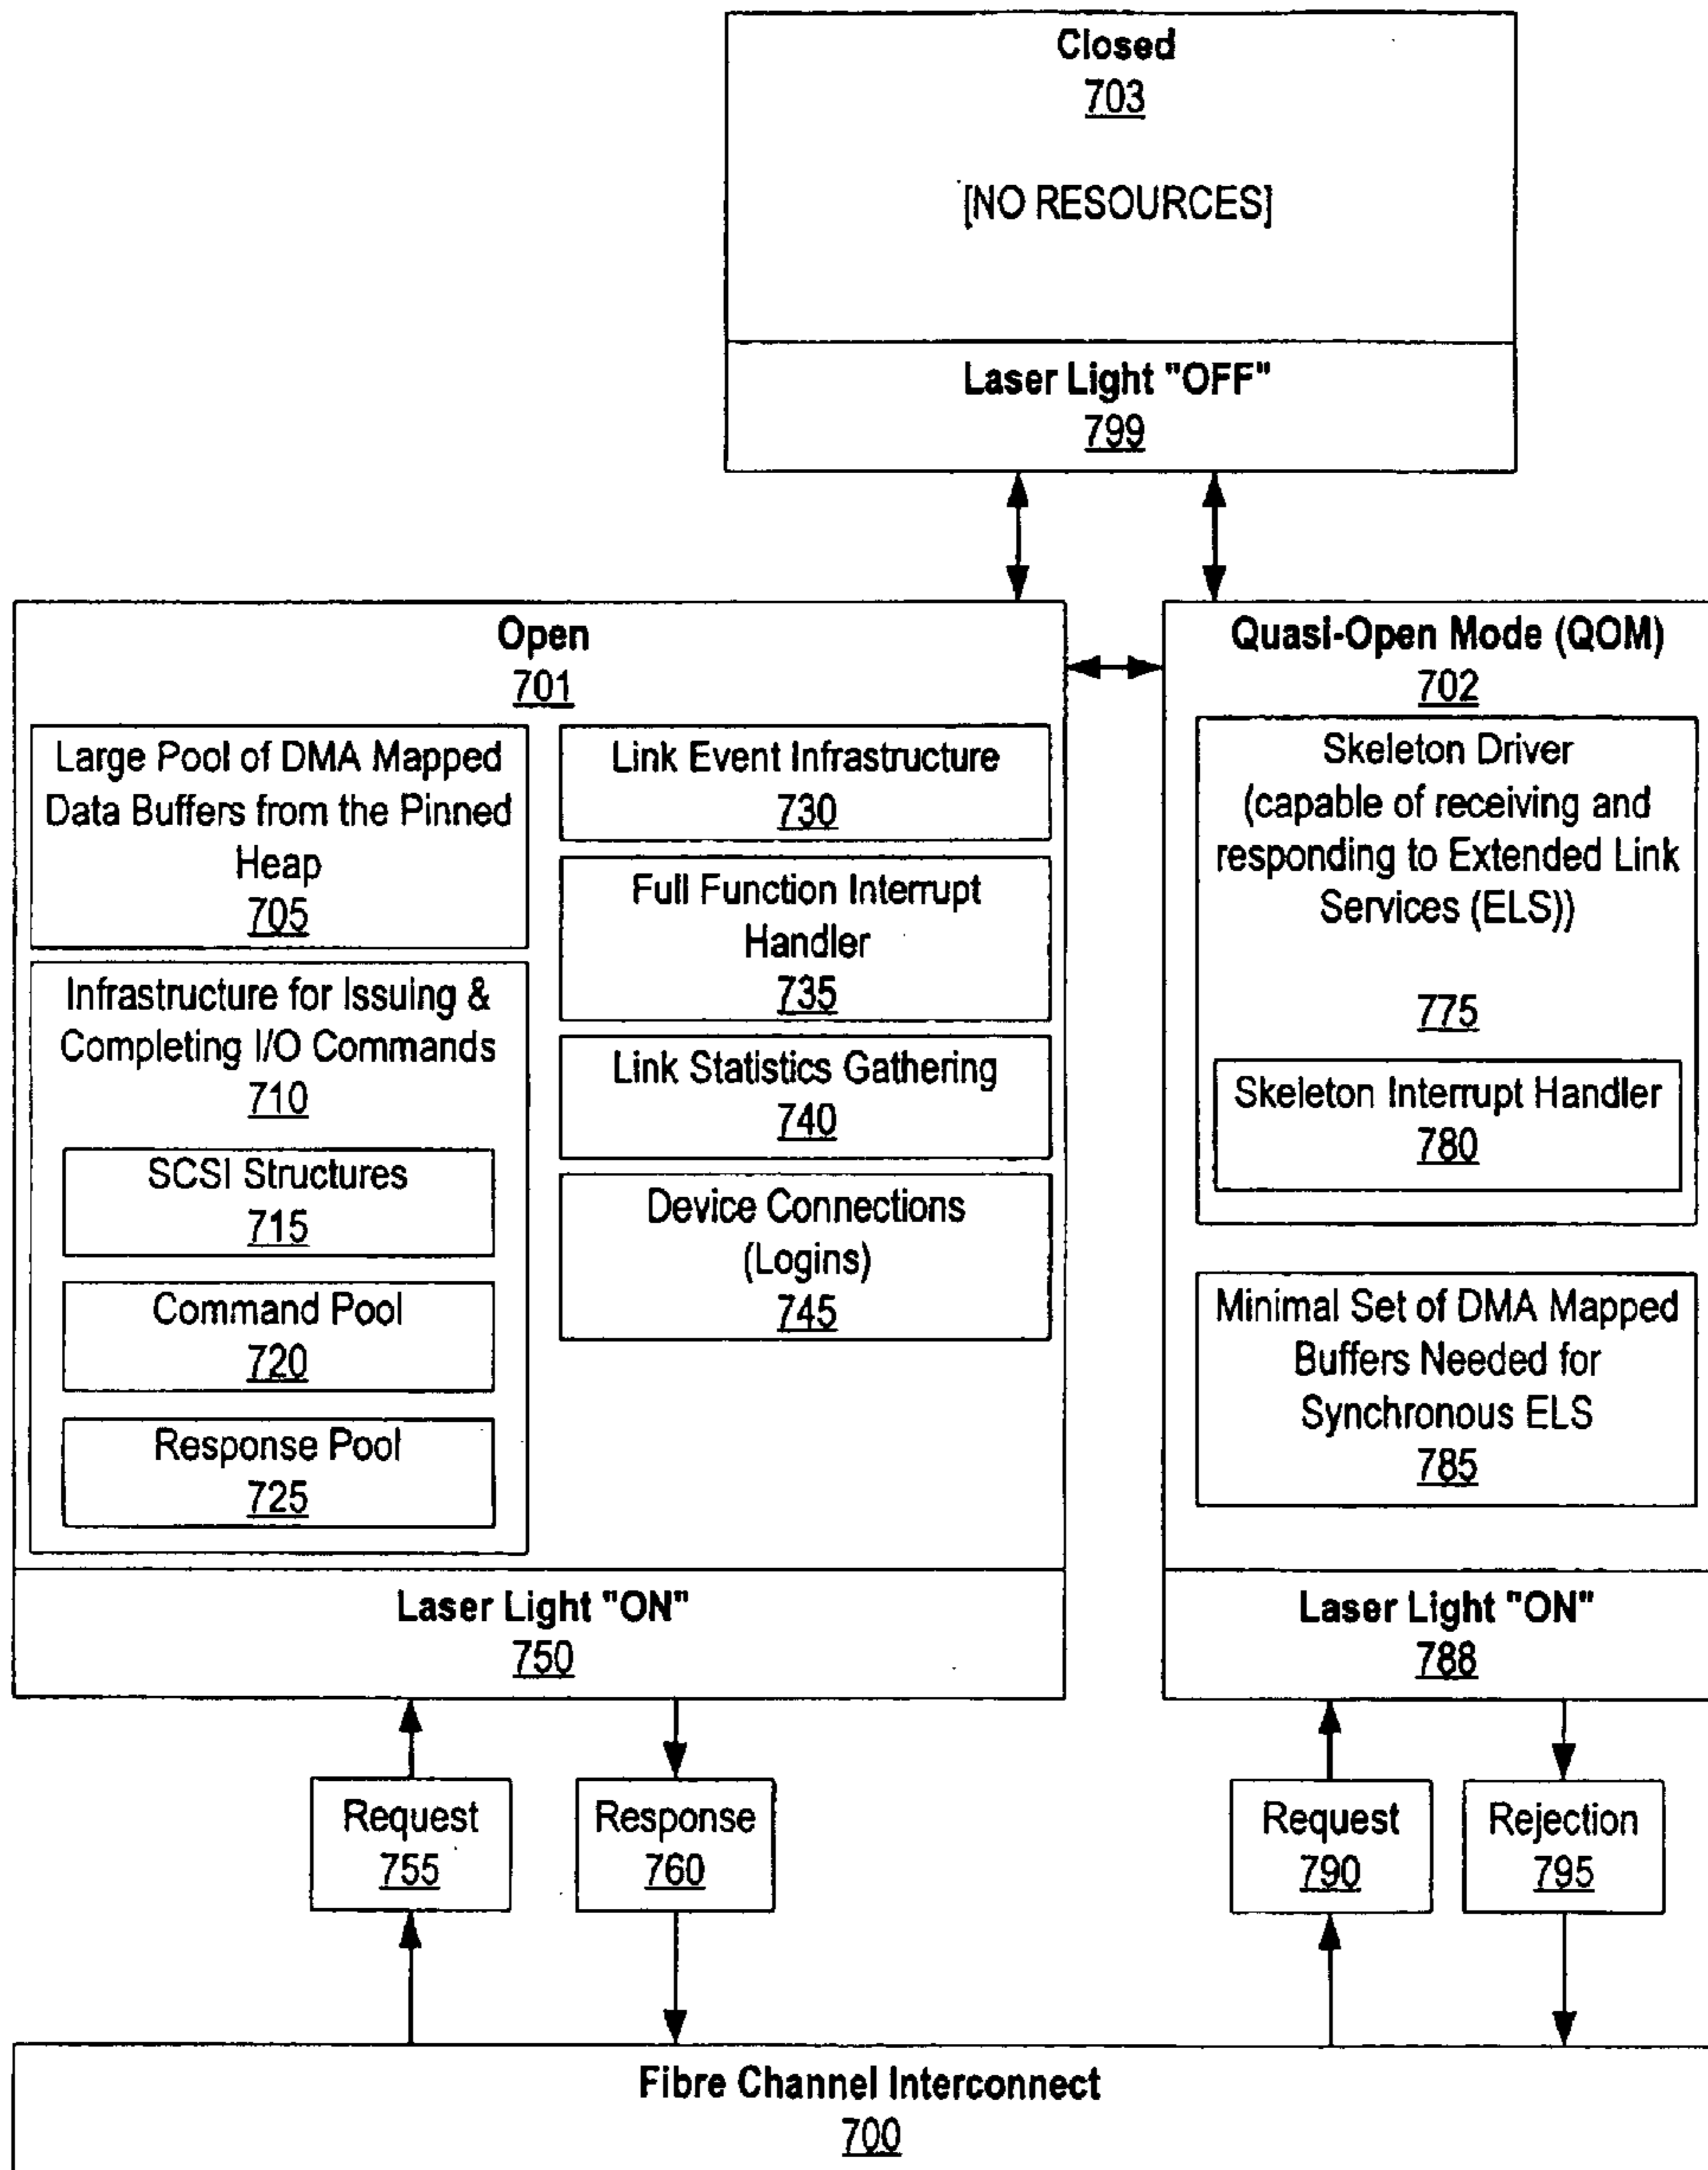 Closed
703
[NO RESOURCES]
Laser Light "OFF"
799
Open
701
Large Pool of DMA Mapped
Data Buffers from the Pinned
Heap
705
Infrastructure for Issuing &
Completing I/O Commands
710
SCSI Structures
715
Command Pool
720
Response Pool
725
Link Event Infrastructure
730
Full Function Interrupt
Handler
735
Link Statistics Gathering
740
Device Connections
(Logins)
745
Laser Light "ON"
750
Quasi-Open Mode (QOM)
702
Skeleton Driver
(capable of receiving and
responding to Extended Link
Services (ELS))
775
Skeleton Interrupt Handler
780
Minimal Set of DMA Mapped
Buffers Needed for
Synchronous ELS
785
Laser Light "ON"
788
Request
755
Response
760
Request
790
Rejection
795
Fibre Channel Interconnect
700